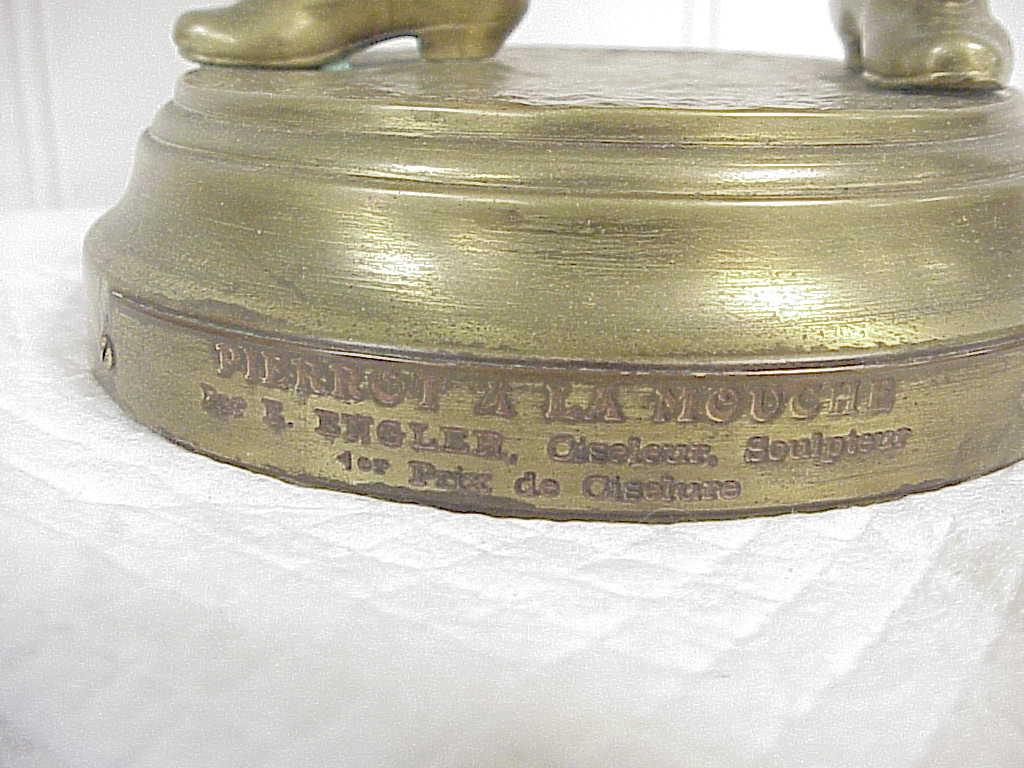 PIERROT A LA MOUCHE
Par E. ENGLER, Ciseleur, Sculpteur
1er Prix de Ciselure